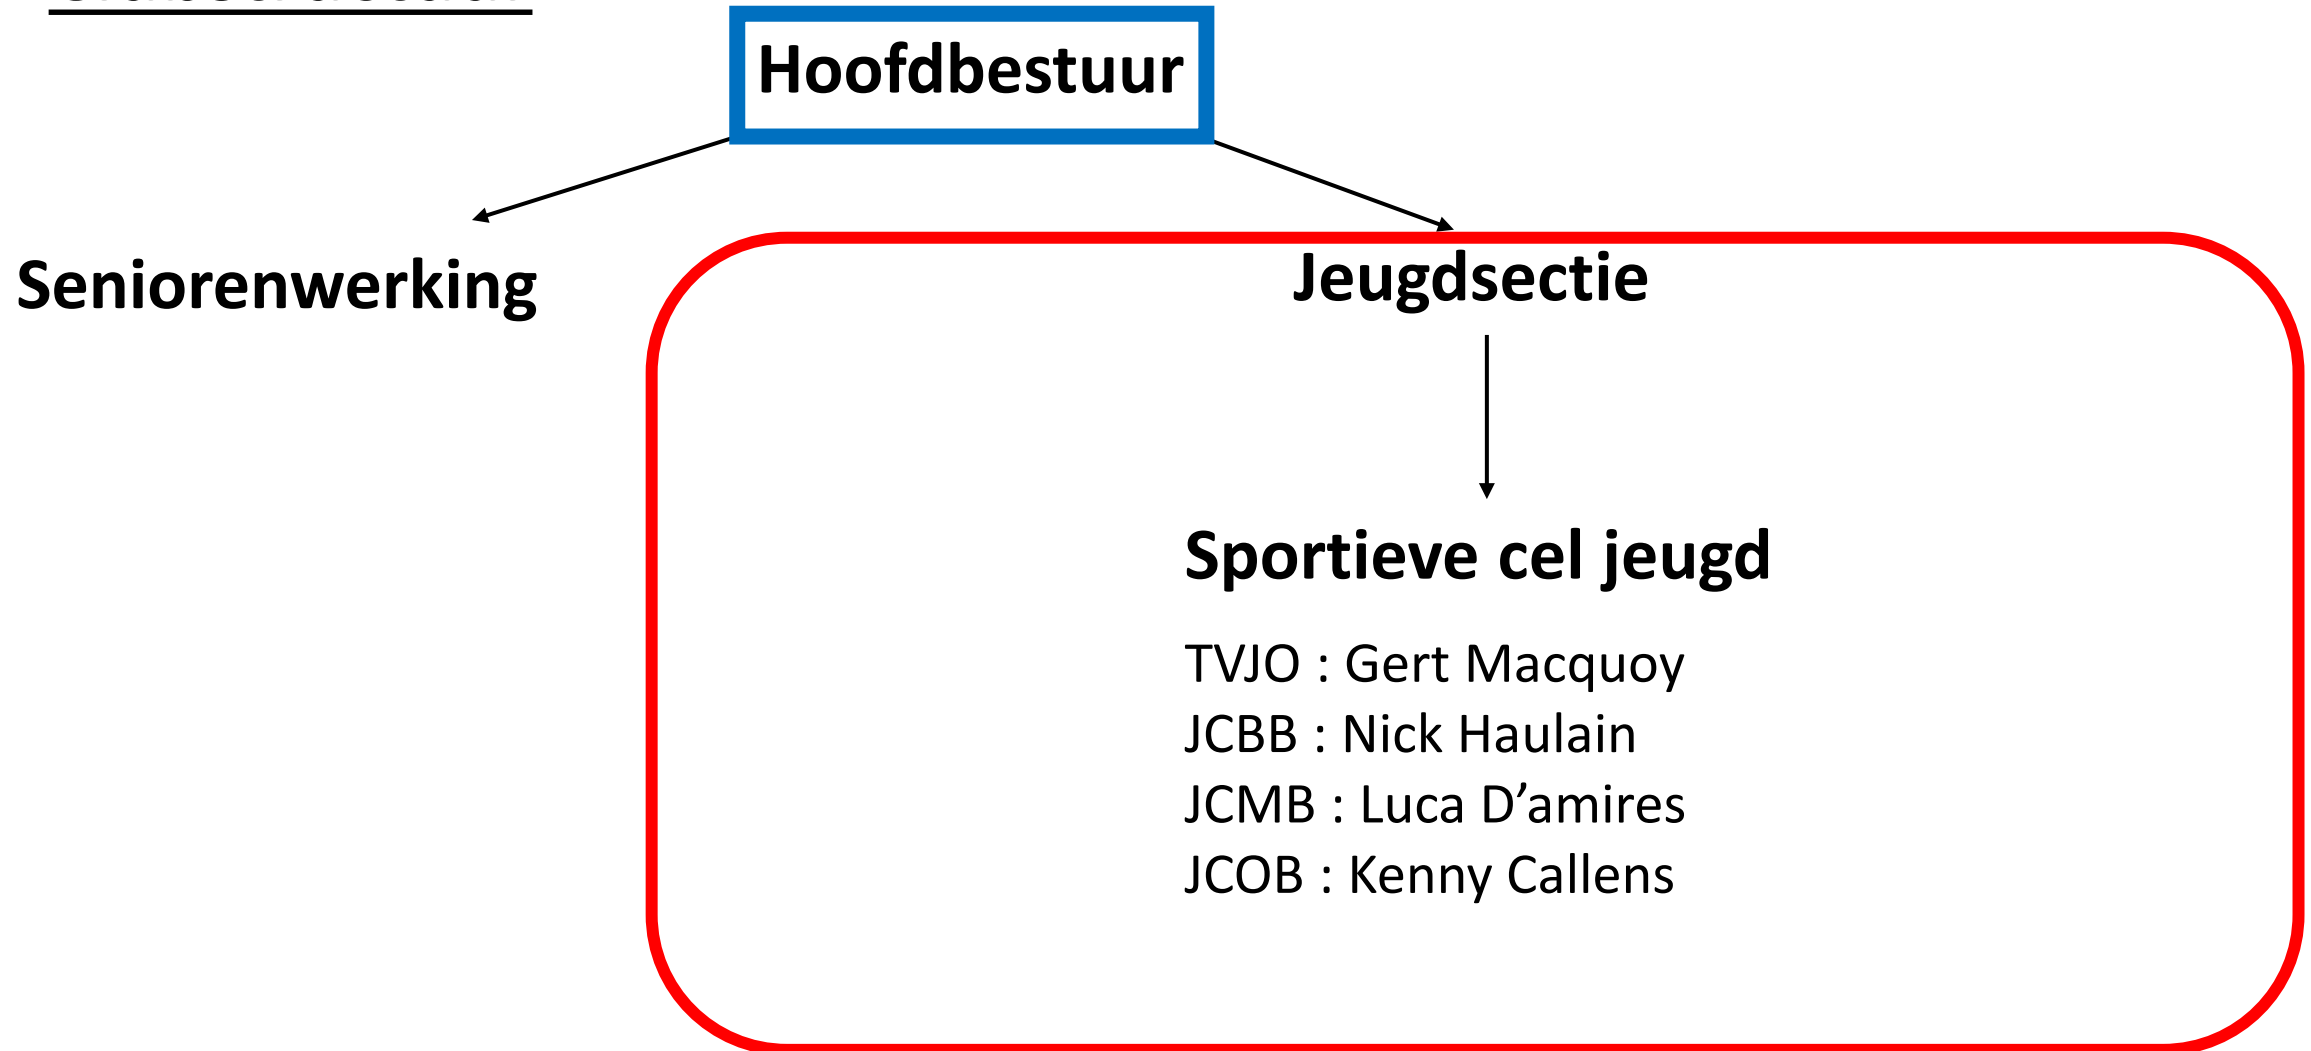 Hoofdbestuur
Seniorenwerking
Jeugdsectie
Sportieve cel jeugd
TVJO : Gert Macquoy
JCBB : Nick Haulain
JCMB : Luca D’amires
JCOB : Kenny Callens